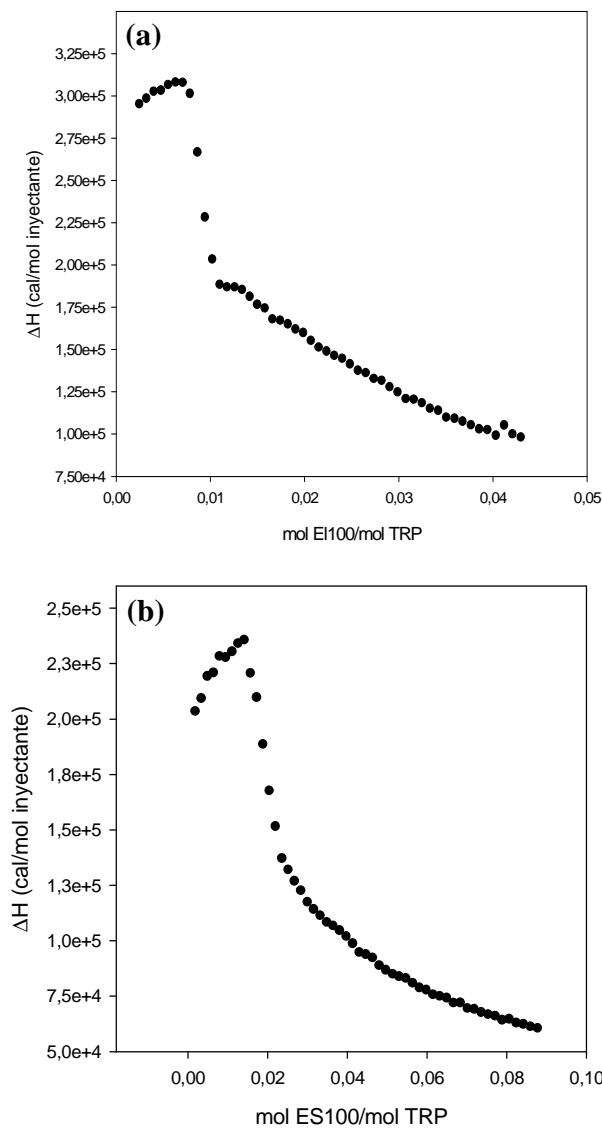 (a)
3,25e+5
3,00e+5
2,75e+5
2,50e+5
2,25e+5
2,00e+5
1,75e+5
1,50e+5
1,25e+5
1,00e+5
7,50e+4
ΔH (cal/mol inyectante)
0,00 0,01 0,02 0,03 0,04 0,05
mol El100/mol TRP
(b)
2,5e+5
2,3e+5
2,0e+5
1,8e+5
1,5e+5
1,3e+5
1,0e+5
7,5e+4
5,0e+4
ΔH (cal/mol inyectante)
0,00 0,02 0,04 0,06 0,08 0,10
mol ES100/mol TRP